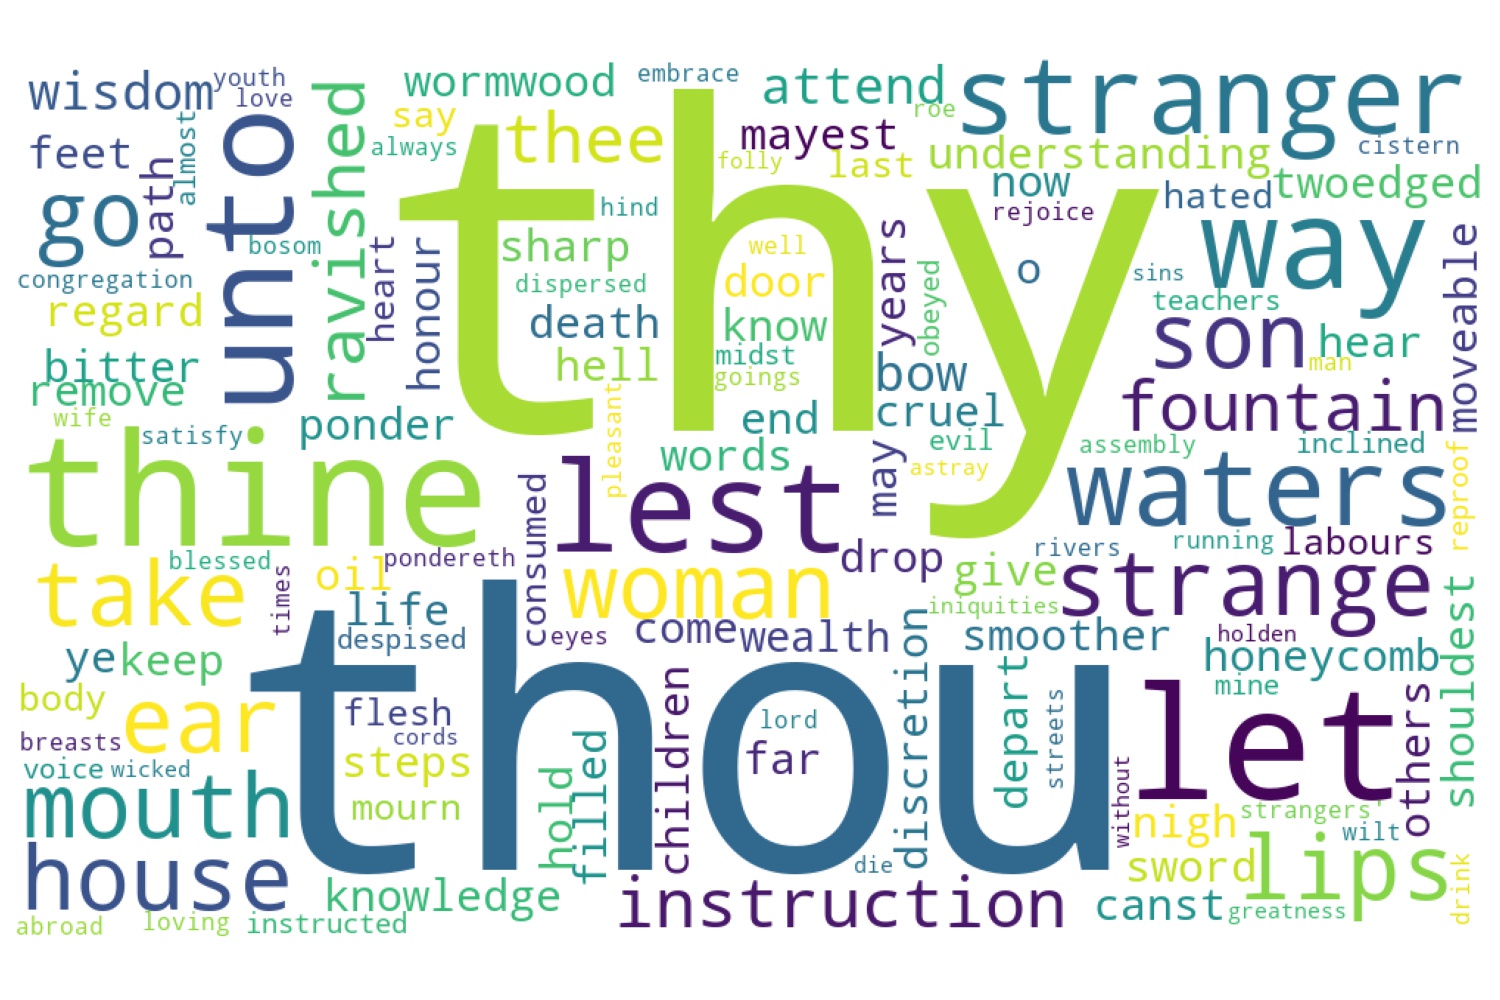 wisdom
youth
love
feet
path
almost
go
unto
ravished
wormwood
say
always
embrace
attend
roe
stranger
thee
mayest
folly
last
understanding
cistern
now
rejoice
hated
twoedged
thy
hind
bosom
heart
honour
sharp
dispersed
well
door
years
obeyed
o
sins
way
teachers
moveable
congregation
regard
death
know
hell
midst
goings
bow
son
hear
man
bitter
remove
wife
satisfy
ponder
pleasant
end
cruel
words
may
evil
astray
fountain
assembly
inclined
reproof
thine
consumed
lest
waters
blessed
pondereth
drop
rivers
running
labours
take
times
oil
life
despised
eyes
woman
give
iniquities
strange
shouldest
come
wealth
smoother
holden
honeycomb
ye
keep
thou
discretion
depart
streets
mine
others
let
body
ear
flesh
cords
steps
children
lord
far
breasts
voice
wicked
mourn
hold
filled
without
nigh
strangers'
wilt
mouth
house
die
sword
lips
drink
knowledge
instruction
canst
greatness
abroad
loving
instructed